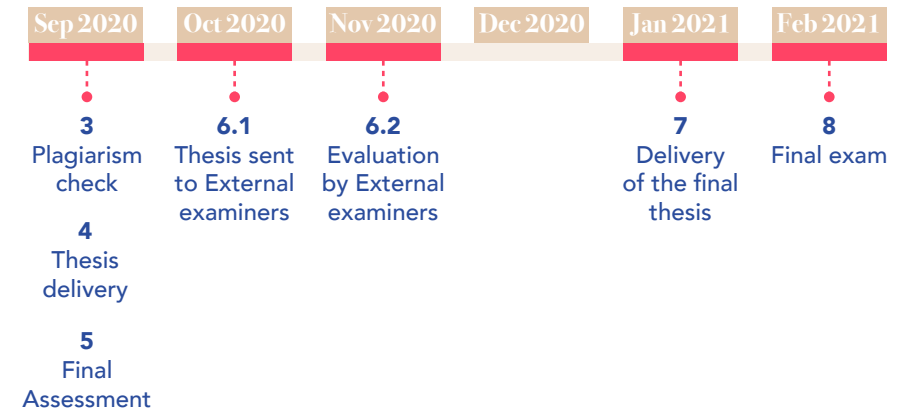 Sep 2020
Oct 2020
Nov 2020
Dec 2020
Jan 2021
Feb 2021
3
Plagiarism
check
4
Thesis
delivery
5
Final
Assessment
6.1
Thesis sent
to External
examiners
6.2
Evaluation
by External
examiners
7
Delivery
of the final
thesis
8
Final exam